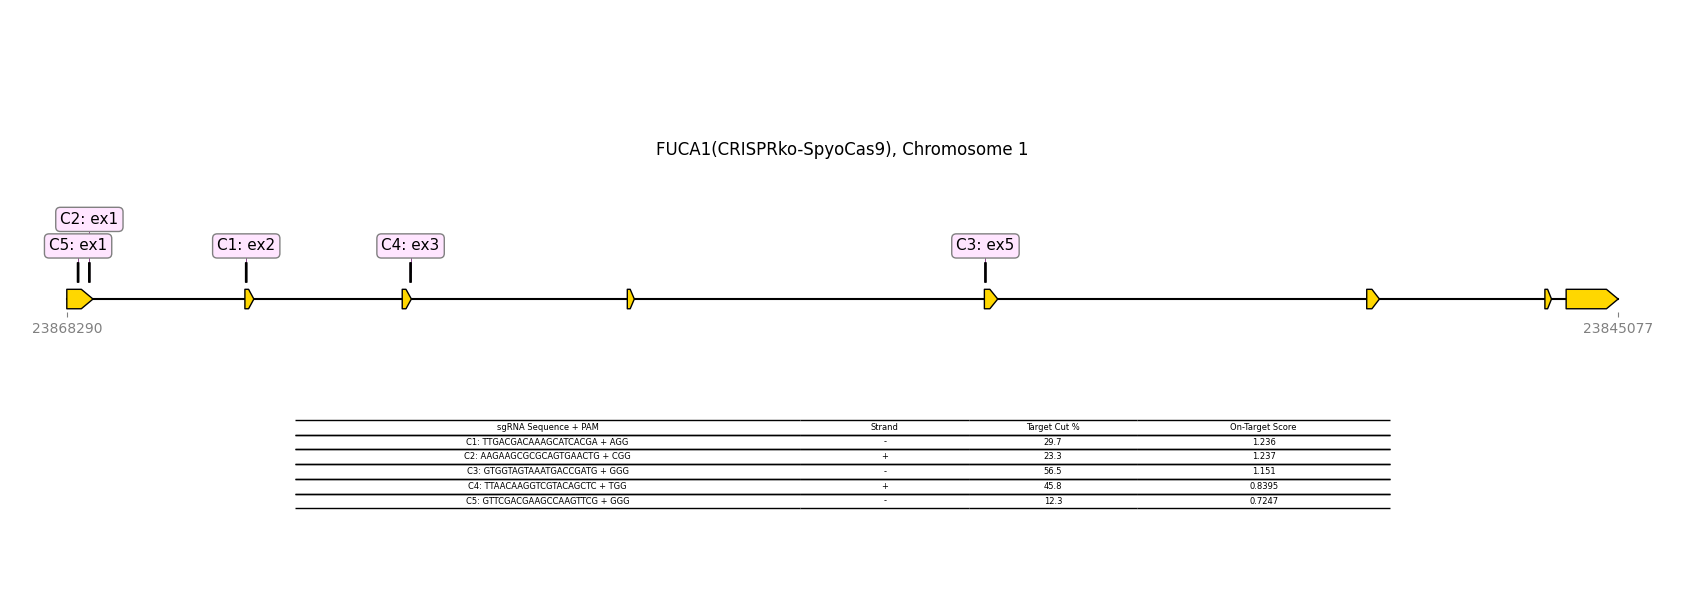 FUCA1(CRISPRko-SpyoCas9), Chromosome 1
C2: ex1
C5: ex1 C1: ex2 C4: ex3 C3: ex5
23868290 23845077
sgRNA Sequence + PAM Strand Target Cut % On-Target Score
C1: TTGACGACAAAGCATCACGA + AGG - 29.7 1.236
C2: AAGAAGCGCGCAGTGAACTG + CGG + 23.3 1.237
C3: GTGGTAGTAAATGACCGATG + GGG - 56.5 1.151
C4: TTAACAAGGTCGTACAGCTC + TGG + 45.8 0.8395
C5: GTTCGACGAAGCCAAGTTCG + GGG - 12.3 0.7247